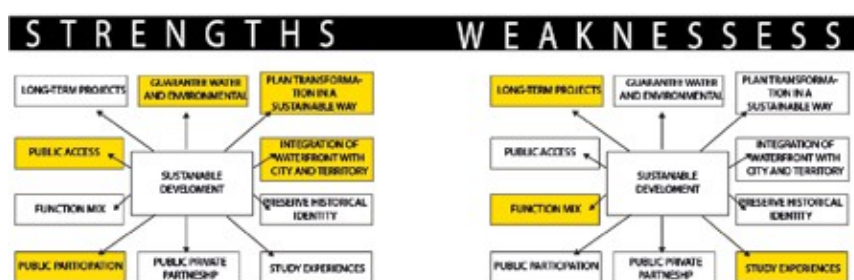 STRENGTHS
WEAKNESSESS
LONG-TERM PROJECTS
GUARANTEE WATER
AND ENVIRONMENTAL
PLAN TRANSFORMA-
TION IN A
SUSTAINABLE WAY
PUBLIC ACCESS
SUSTANABLE
DEVELOMENT
INTEGRATION OF
WATERFRONT WITH
CITY AND TERRITORY
FUNCTION MIX
PRESERVE HISTORICAL
IDENTITY
PUBLIC PARTICIPATION
PUBLIC PRIVATE
PARTNESHP
STUDY EXPERIENCES
LONG-TERM PROJECTS
GUARANTEE WATER
AND ENVIRONMENTAL
PLAN TRANSFORMA-
TION IN A
SUSTAINABLE WAY
PUBLIC ACCESS
SUSTANABLE
DEVELOMENT
INTEGRATION OF
WATERFRONT WITH
CITY AND TERRITORY
FUNCTION MIX
PRESERVE HISTORICAL
IDENTITY
PUBLIC PARTICIPATION
PUBLIC PRIVATE
PARTNESHP
STUDY EXPERIENCES